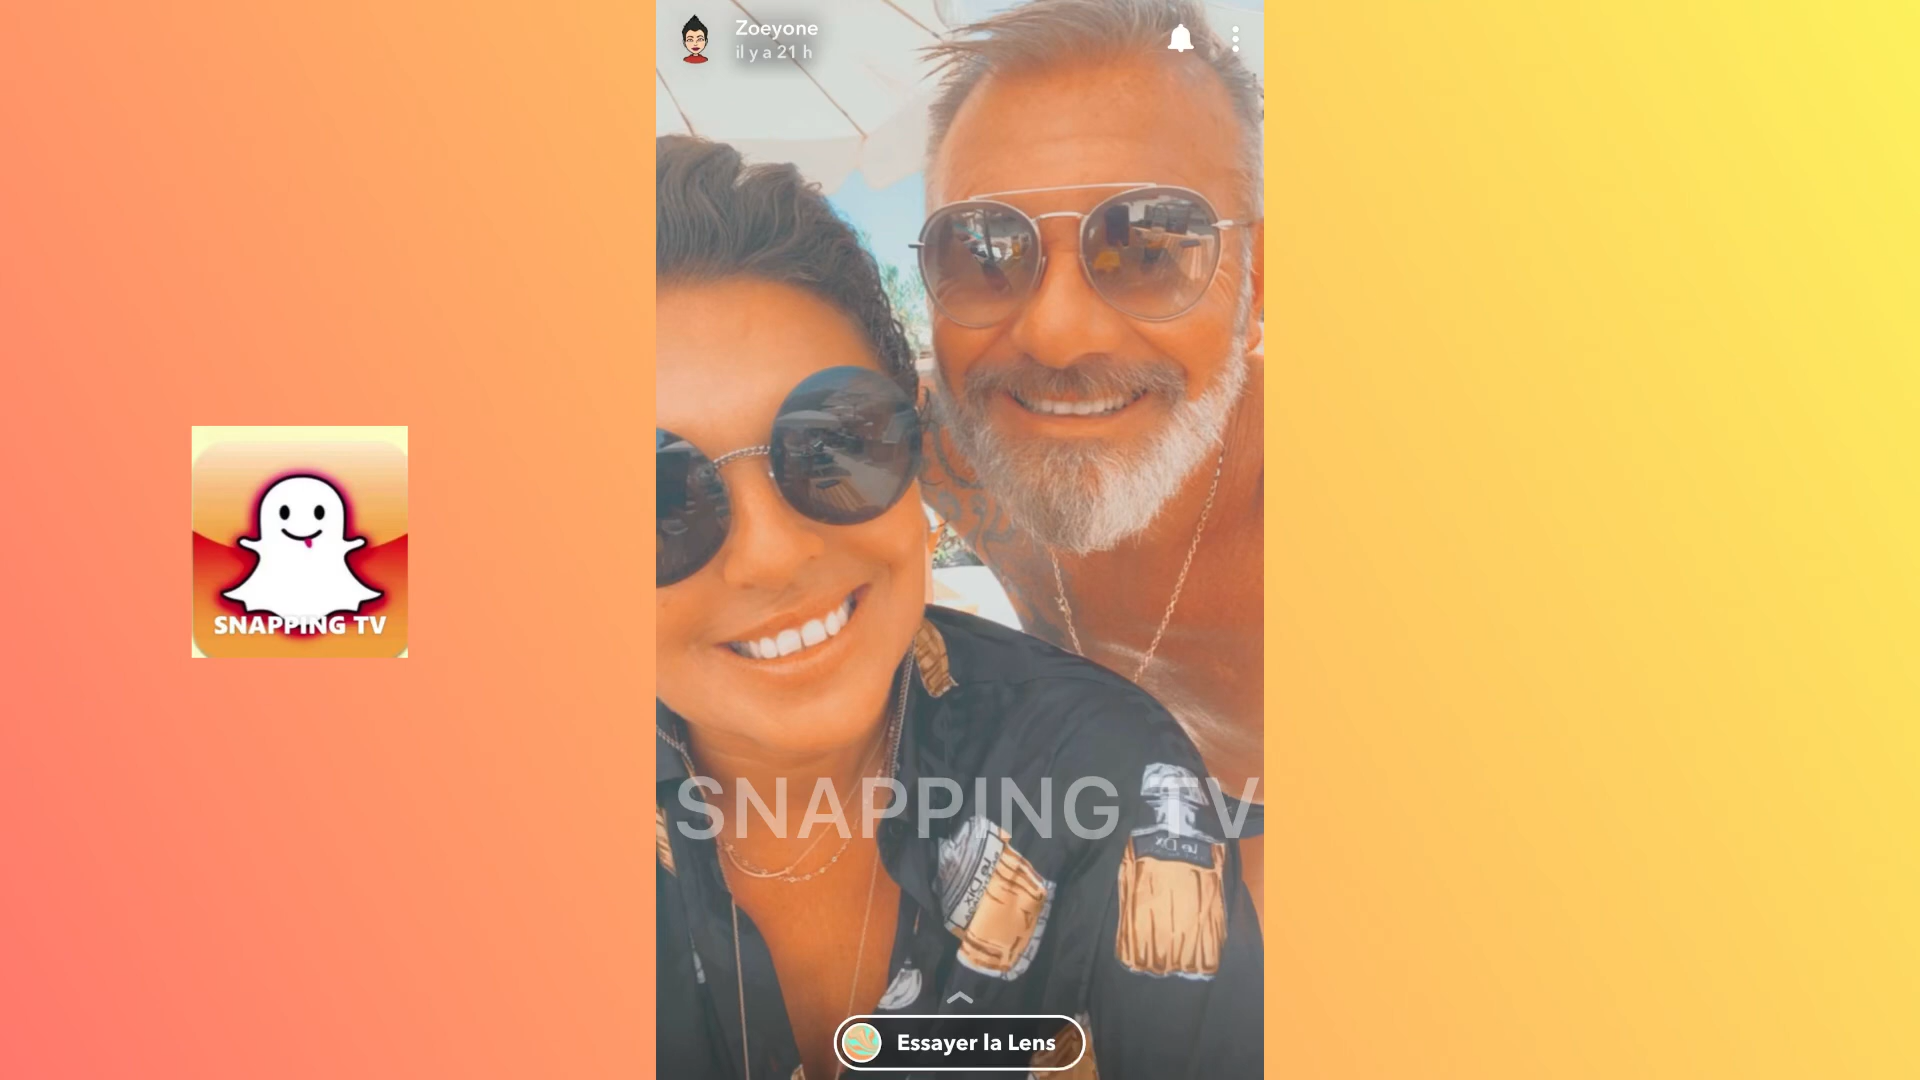 Zoeyone
il y a 21 h
SNAPPING TV
SNAPPING TV
Essayer la Lens